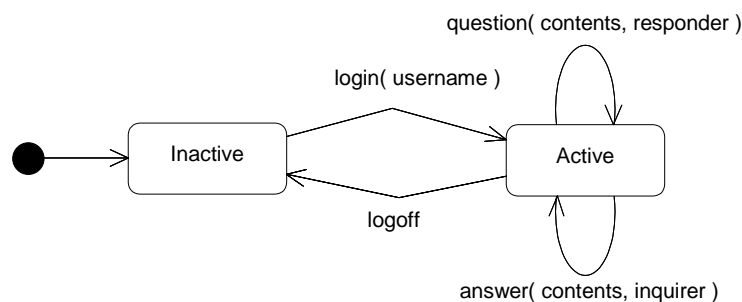 question( contents, responder )
login( username )
Inactive
Active
logoff
answer( contents, inquirer )